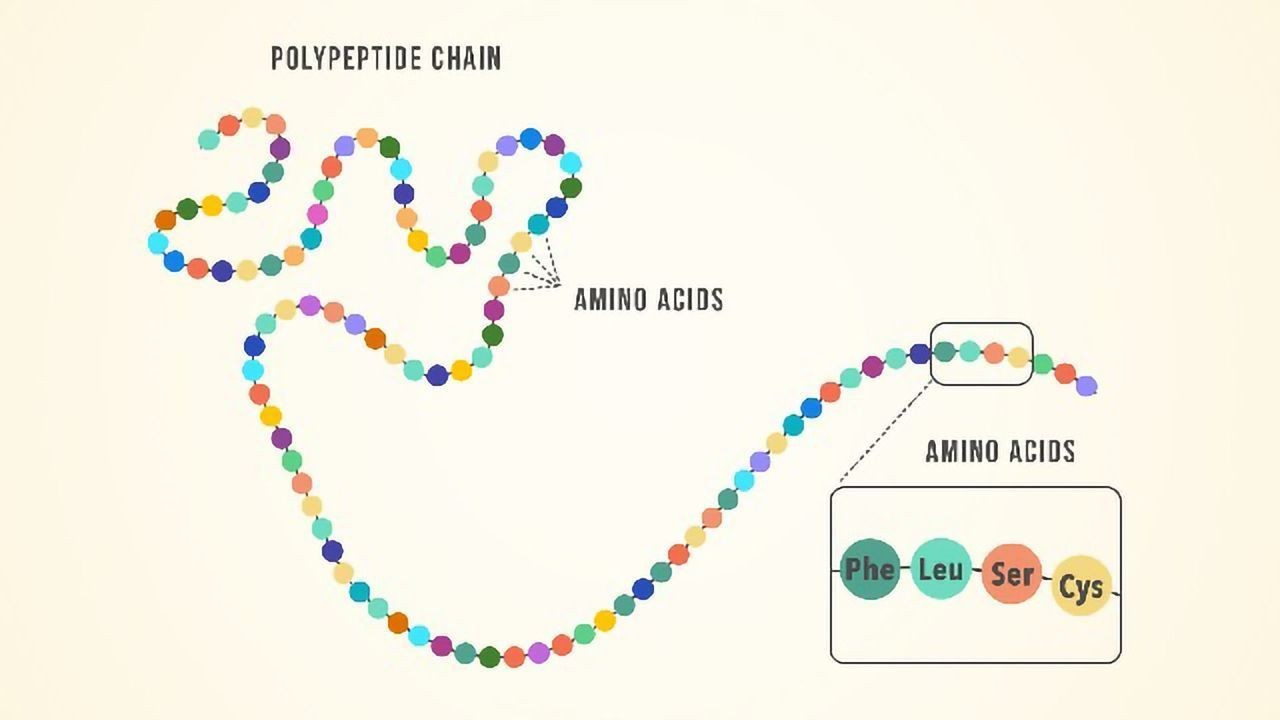 POLYPEPTIDE CHAIN
AMINO ACIDS
AMINO ACIDS
Phe Leu Ser Cys